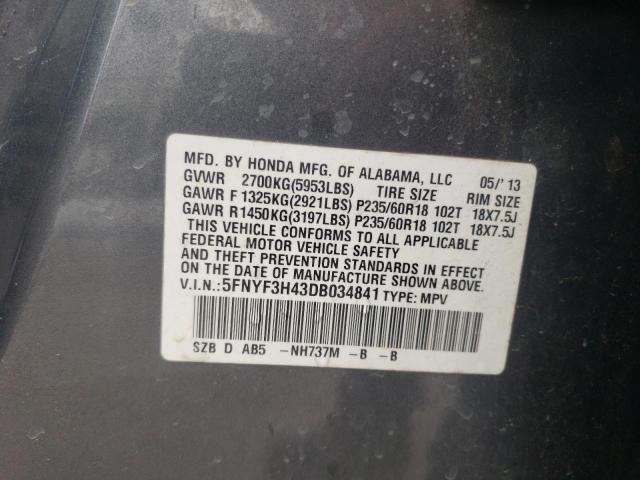 MFD. BY HONDA MFG. OF ALABAMA, LLC 05/'13
GVWR 2700KG(5953LBS) TIRE SIZE RIM SIZE
GAWR F 1325KG(2921LBS) P235/60R18 102T 18X7.5J
GAWR R1450KG(3197LBS) P235/60R18 102T 18X7.5J
THIS VEHICLE CONFORMS TO ALL APPLICABLE
FEDERAL MOTOR VEHICLE SAFETY
AND THEFT PREVENTION STANDARDS IN EFFECT
ON THE DATE OF MANUFACTURE SHOWN ABOVE.
V.I.N.:5FNYF3H43DB034841 TYPE: MPV
SZB D AB5 -NH737M -B -B